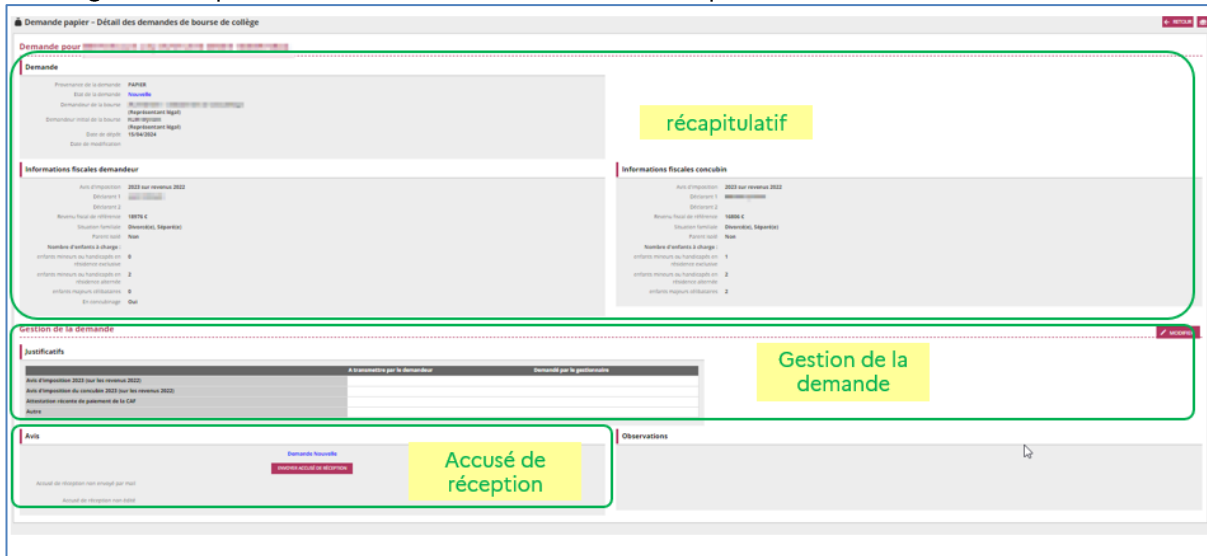 Demande papier – Détail des demandes de bourse de collège
RETOUR
Demande pour
Demande
Provenance de la demande PAPIER
Etat de la demande Nouvelle
Demandeur de la bourse
(Représentant légal)
Demandeur initial de la bourse
(Représentant légal)
Date de dépôt 15/04/2024
Date de modification
récapitulatif
Informations fiscales demandeur
Avis d'imposition 2023 sur revenus 2022
Déclarant 1
Déclarant 2
Revenu fiscal de référence 18976 €
Situation familiale Divorcé(e), Séparé(e)
Parent isolé Non
Nombre d'enfants à charge :
enfants mineurs ou handicapés en 0
résidence exclusive
enfants mineurs ou handicapés en 2
résidence alternée
enfants majeurs célibataires 0
En concubinage Oui
Informations fiscales concubin
Avis d'imposition 2023 sur revenus 2022
Déclarant 1
Déclarant 2
Revenu fiscal de référence 16806 €
Situation familiale Divorcé(e), Séparé(e)
Parent isolé Non
Nombre d'enfants à charge :
enfants mineurs ou handicapés en 1
résidence exclusive
enfants mineurs ou handicapés en 2
résidence alternée
enfants majeurs célibataires 2
Gestion de la demande
MODIFIER
Justificatifs
A transmettre par le demandeur Demandé par le gestionnaire
Avis d'imposition 2023 (sur les revenus 2022)
Avis d'imposition du concubin 2023 (sur les revenus 2022)
Attestation récente de paiement de la CAF
Autre
Gestion de la
demande
Avis
Demande Nouvelle
ENVOYER ACCUSÉ DE RÉCEPTION
Accusé de réception non envoyé par mail
Accusé de réception non édité
Accusé de
réception
Observations